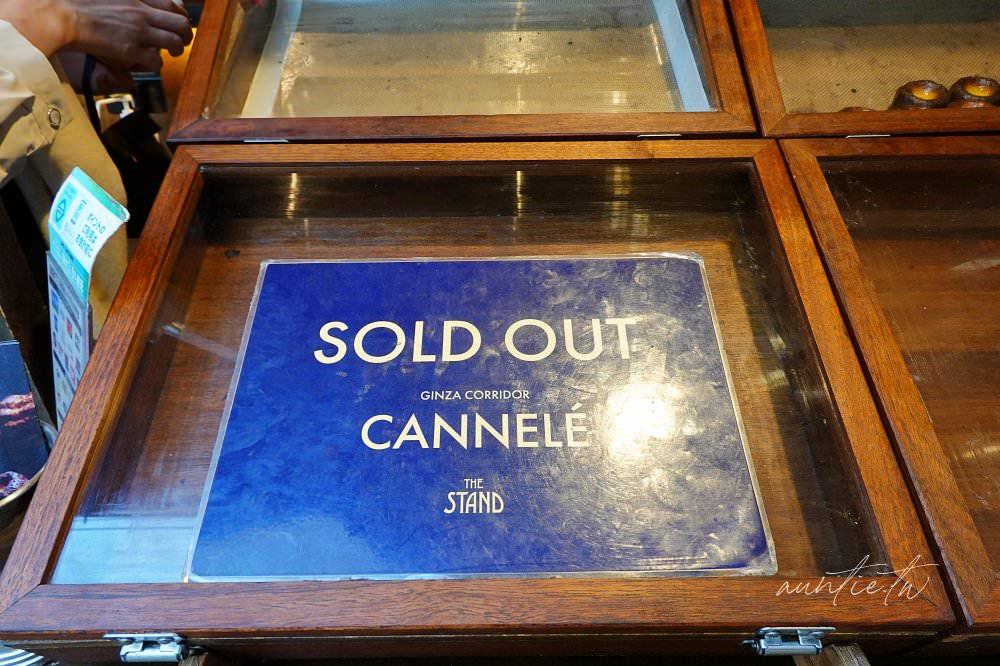 SOLD OUT
GINZA CORRIDOR
CANNELÉ
THE
STAND
auntie.tw